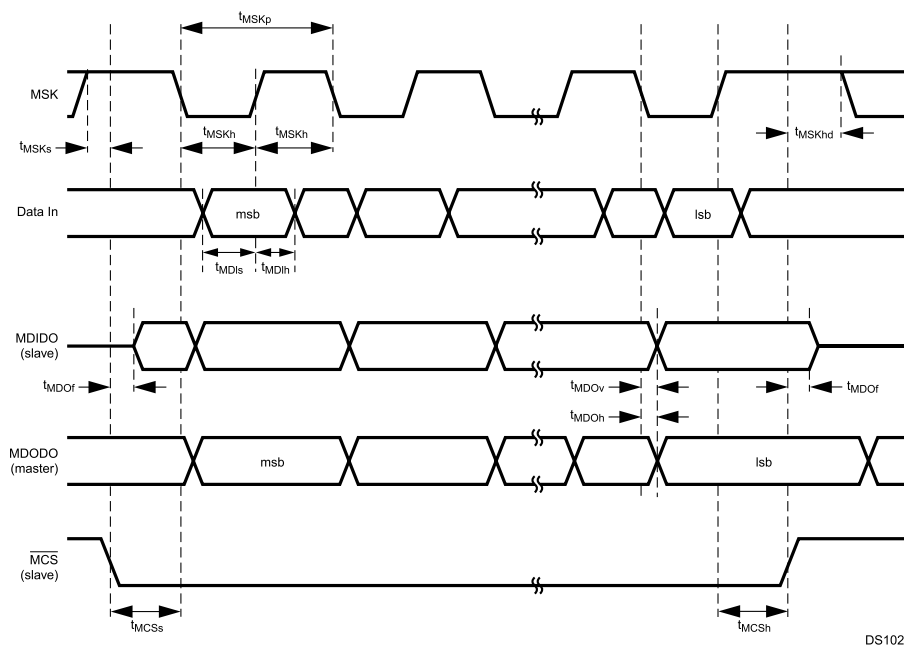 tMSKp
MSK
tMSKh
tMSKh
tMSKs
tMSKhd
Data In
msb
lsb
tMDIs
tMDIh
MDIDO
(slave)
tMDOf
tMDOv
tMDOf
tMDOh
MDODO
(master)
msb
lsb
MCS
(slave)
tMCSs
tMCSh
DS102